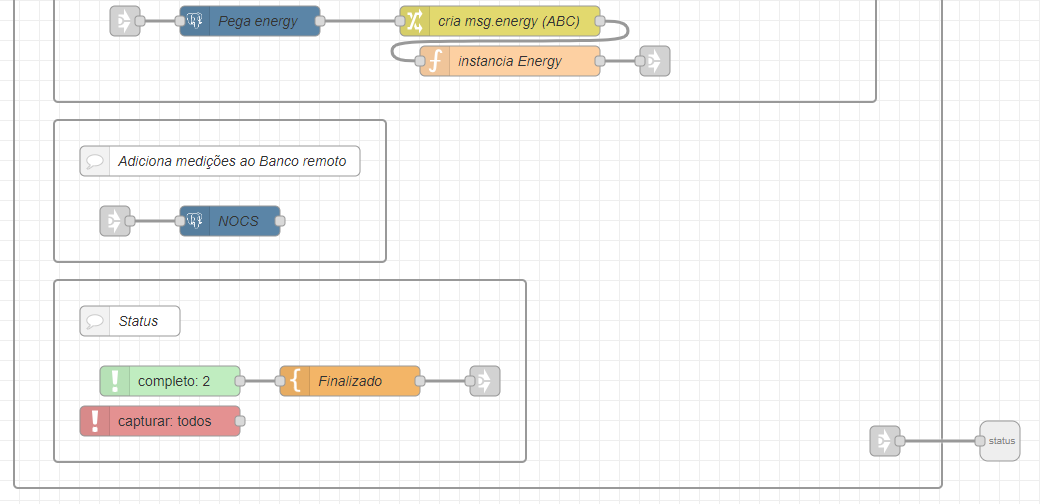 Pega energy
cria msg.energy (ABC)
instancia Energy
Adiciona medições ao Banco remoto
NOCS
Status
completo: 2
Finalizado
capturar: todos
status